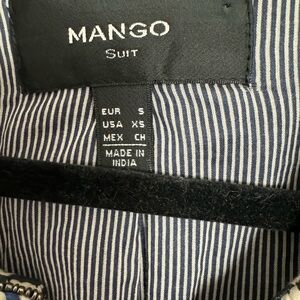 MANGO
SUIT
EUR S
USA XS
MEX CH
MADE IN
INDIA